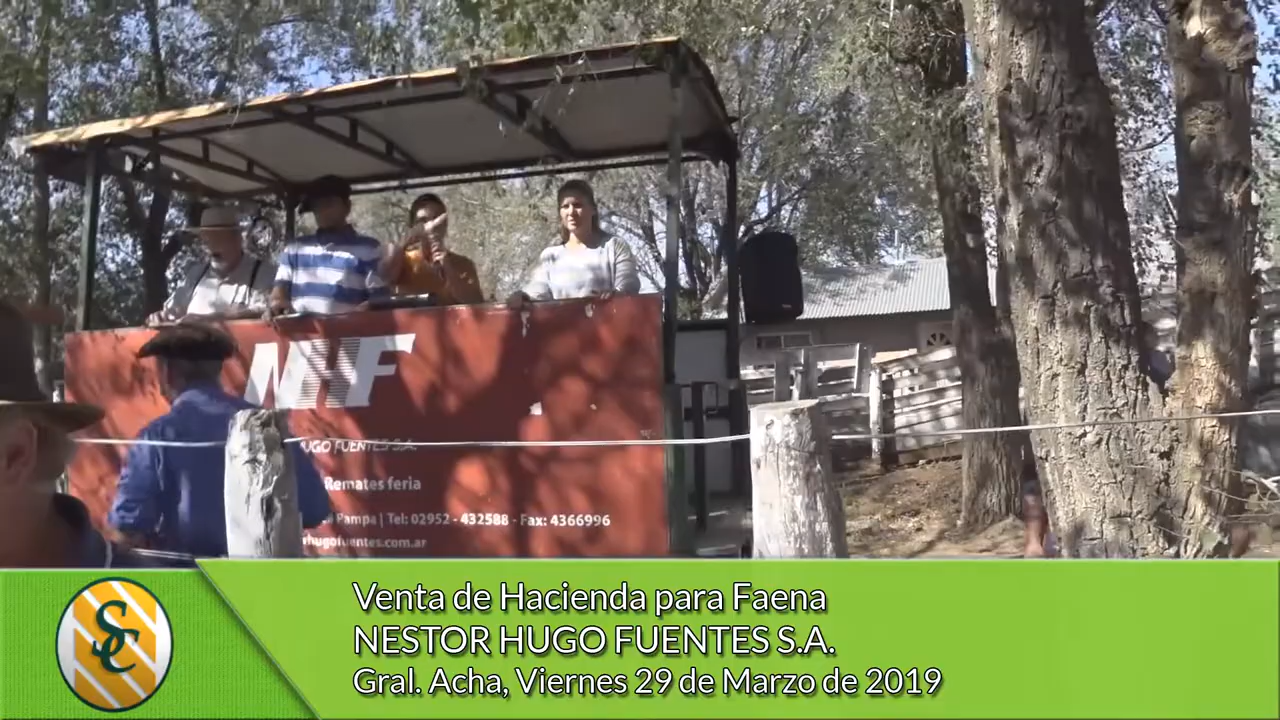 NHF
HUGO FUENTES S.A.
Remates feria
Pampa | Tel: 02952 - 432588 - Fax: 4366996
hugofuentes.com.ar
SC
Venta de Hacienda para Faena
NESTOR HUGO FUENTES S.A.
Gral. Acha, Viernes 29 de Marzo de 2019